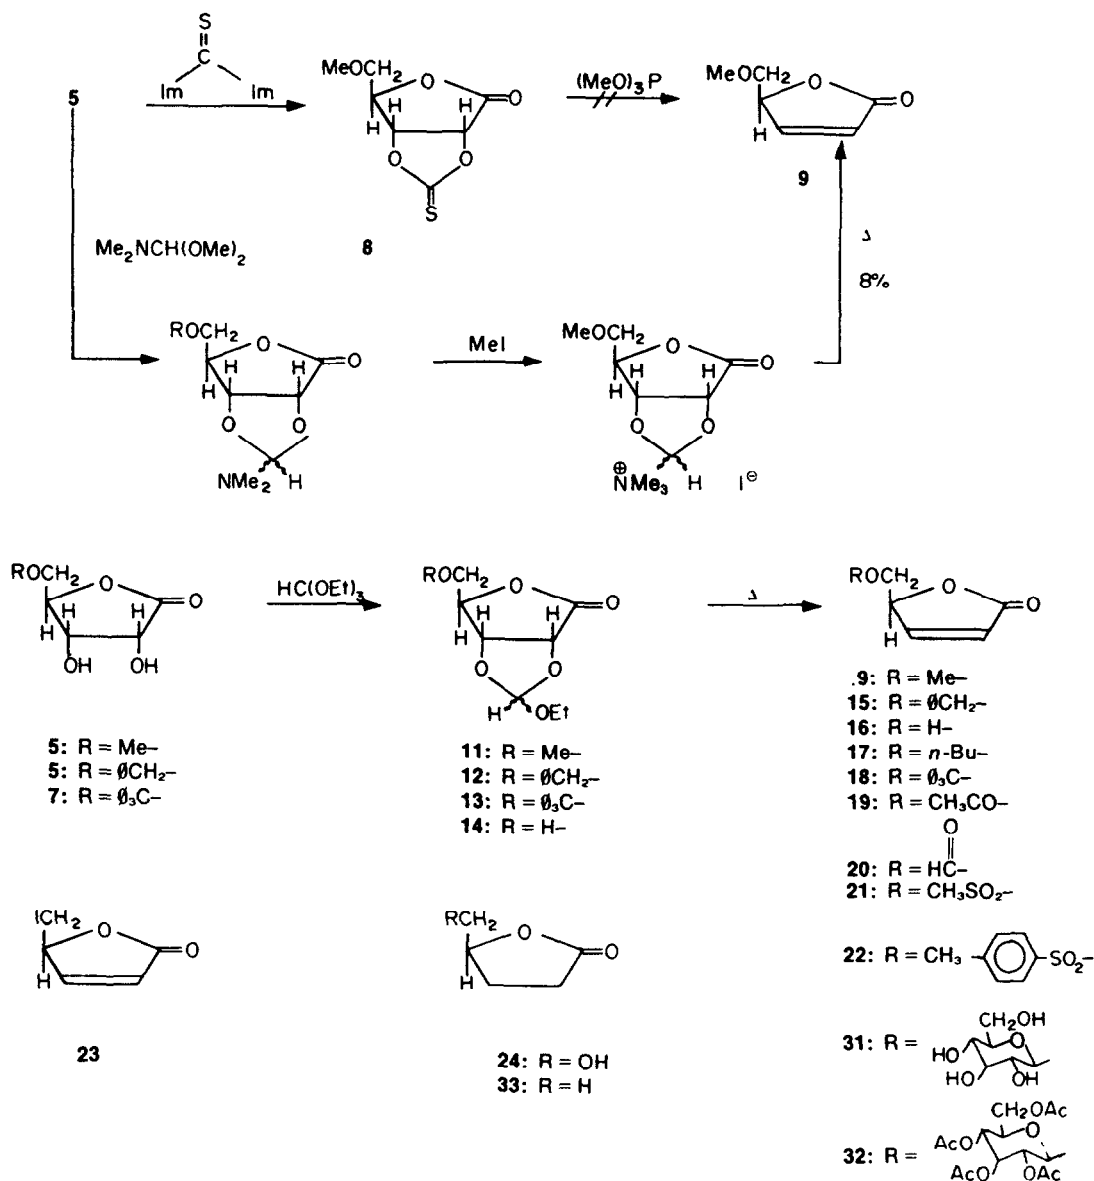 S
C
Im Im
5
MeOCH2 O O
H H H
O O
S
8
(MeO)3P
MeOCH2 O O
H
9
Me2NCH(OMe)2
Δ
8%
ROCH2 O O
H H H
O O
NMe2 H
MeI
MeOCH2 O O
H H H
O O
⊕
NMe3 H I⊖
ROCH2 O O
H H H
OH OH
HC(OEt)3
ROCH2 O O
H H H
O O
H OEt
Δ
ROCH2 O O
H
5: R = Me–
5: R = ØCH2–
7: R = Ø3C–
11: R = Me–
12: R = ØCH2–
13: R = Ø3C–
14: R = H–
.9: R = Me–
15: R = ØCH2–
16: R = H–
17: R = n-Bu–
18: R = Ø3C–
19: R = CH3CO–
O
20: R = HC–
21: R = CH3SO2–
22: R = CH3 SO2–
ICH2 O O
H
23
RCH2 O O
H
24: R = OH
33: R = H
31: R =
CH2OH
O
HO
HO OH
32: R =
CH2OAc
O
AcO
AcO OAc